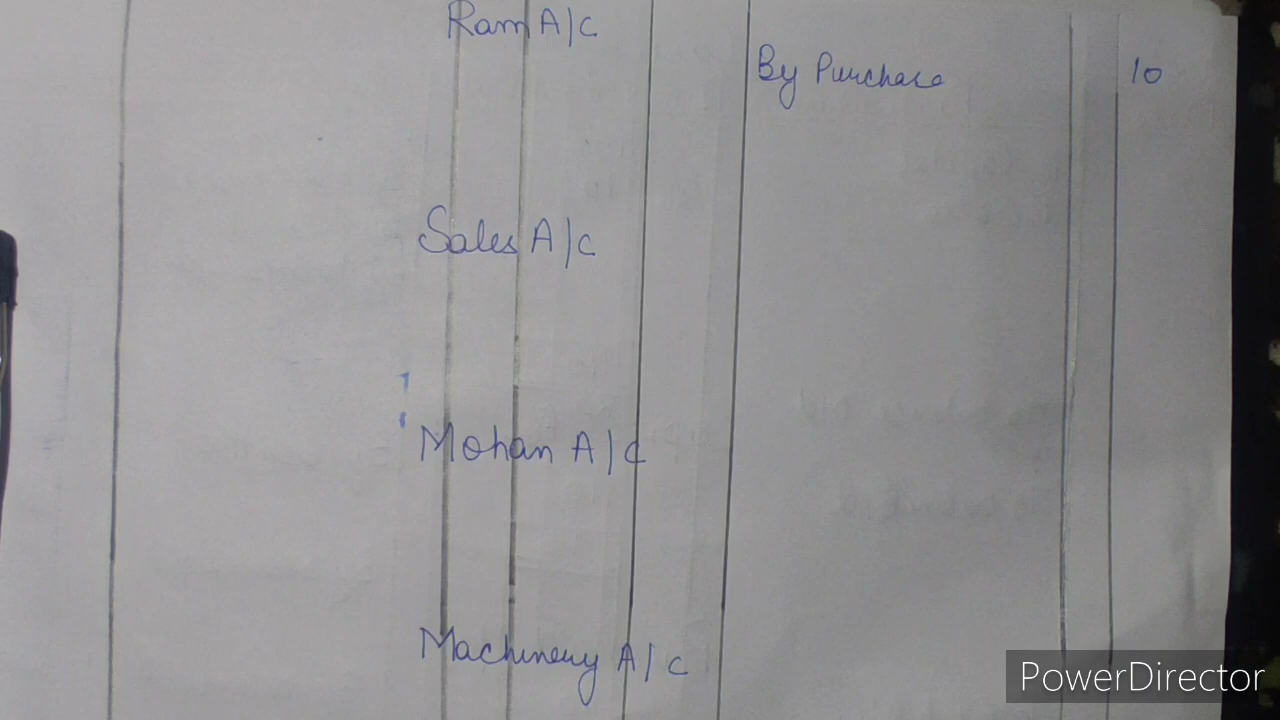 Ram A/C
By Purchase 10
Sales A/C
Mohan A/C
Machinery A/C
PowerDirector